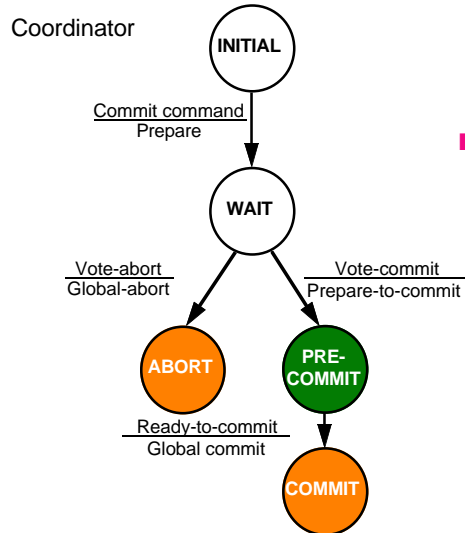 Coordinator
INITIAL
Commit command
Prepare
WAIT
Vote-abort
Global-abort
Vote-commit
Prepare-to-commit
ABORT
PRE-
COMMIT
Ready-to-commit
Global commit
COMMIT